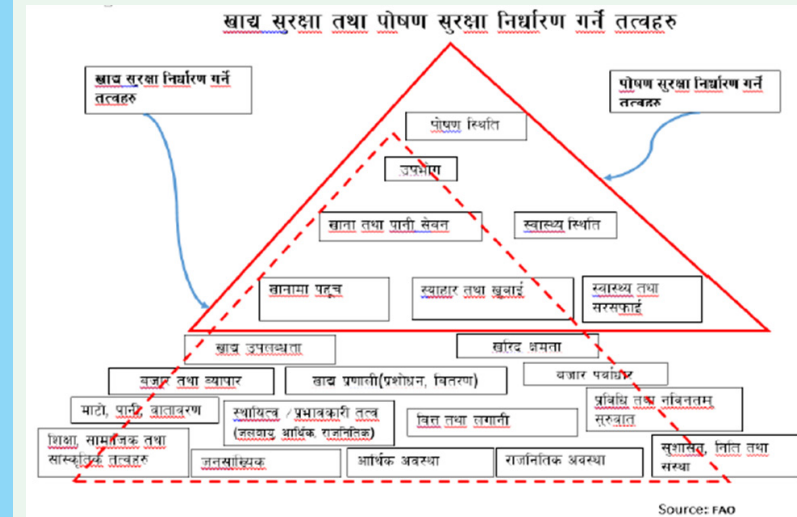 खाद्य सुरक्षा तथा पोषण सुरक्षा निर्धारण गर्ने तत्वहरु
खाद्य सुरक्षा निर्धारण गर्ने
तत्वहरु
पोषण सुरक्षा निर्धारण गर्ने
तत्वहरु
पोषण स्थिति
उपभोग
खाना तथा पानी सेवन
स्वास्थ्य स्थिति
खानामा पहूच
स्याहार तथा खुवाई
स्वास्थ्य तथा
सरसफाई
खाद्य उपलब्धता
खरिद क्षमता
बजार तथा ब्यापार
खाद्य प्रणाली(प्रशोधन, बितरण)
बजार पर्वाधार
माटो, पानी, वातावरण
स्थायित्व / प्रभावकारी तत्व
(जलवायु, आर्थिक, राजनितिक)
वित्त तथा लगानी
प्रविधि तथा नविनतम्
सुरुवात
शिक्षा, सामाजिक तथा
सांस्कृतिक तत्वहरु
जनसांख्यिक
आर्थिक अवस्था
राजनितिक अवस्था
सुशासन, निति तथा
संस्था
Source: FAO